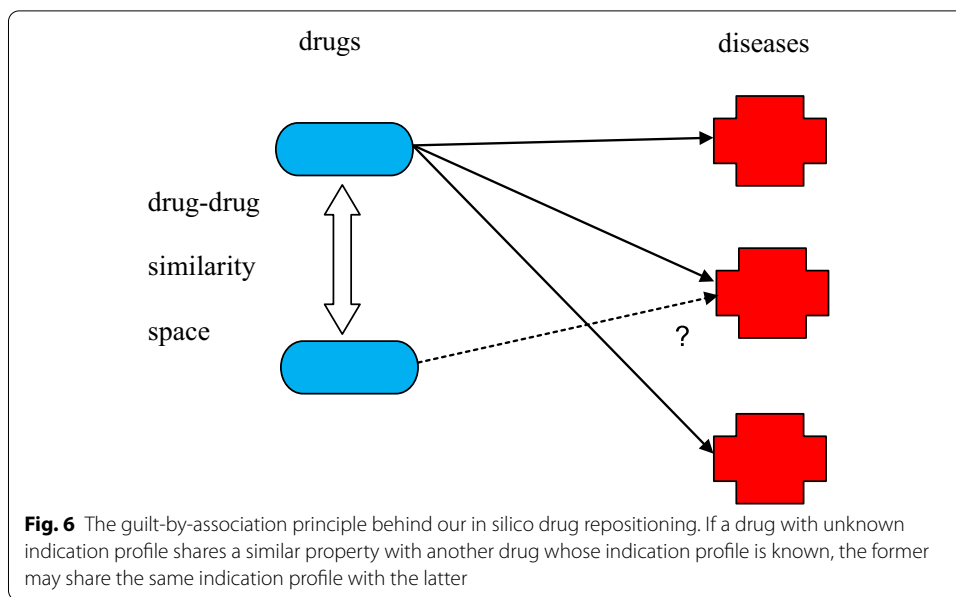 drugs
diseases
drug-drug
similarity
space
?
Fig. 6 The guilt-by-association principle behind our in silico drug repositioning. If a drug with unknown
indication profile shares a similar property with another drug whose indication profile is known, the former
may share the same indication profile with the latter